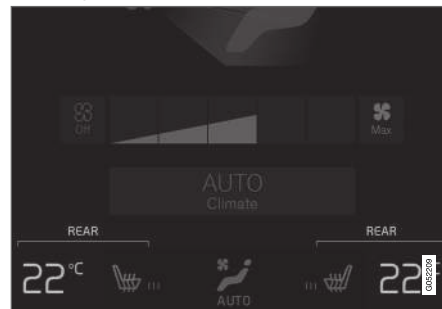 Off
Max
AUTO
Climate
REAR REAR
22°C 22°
AUTO
G052209